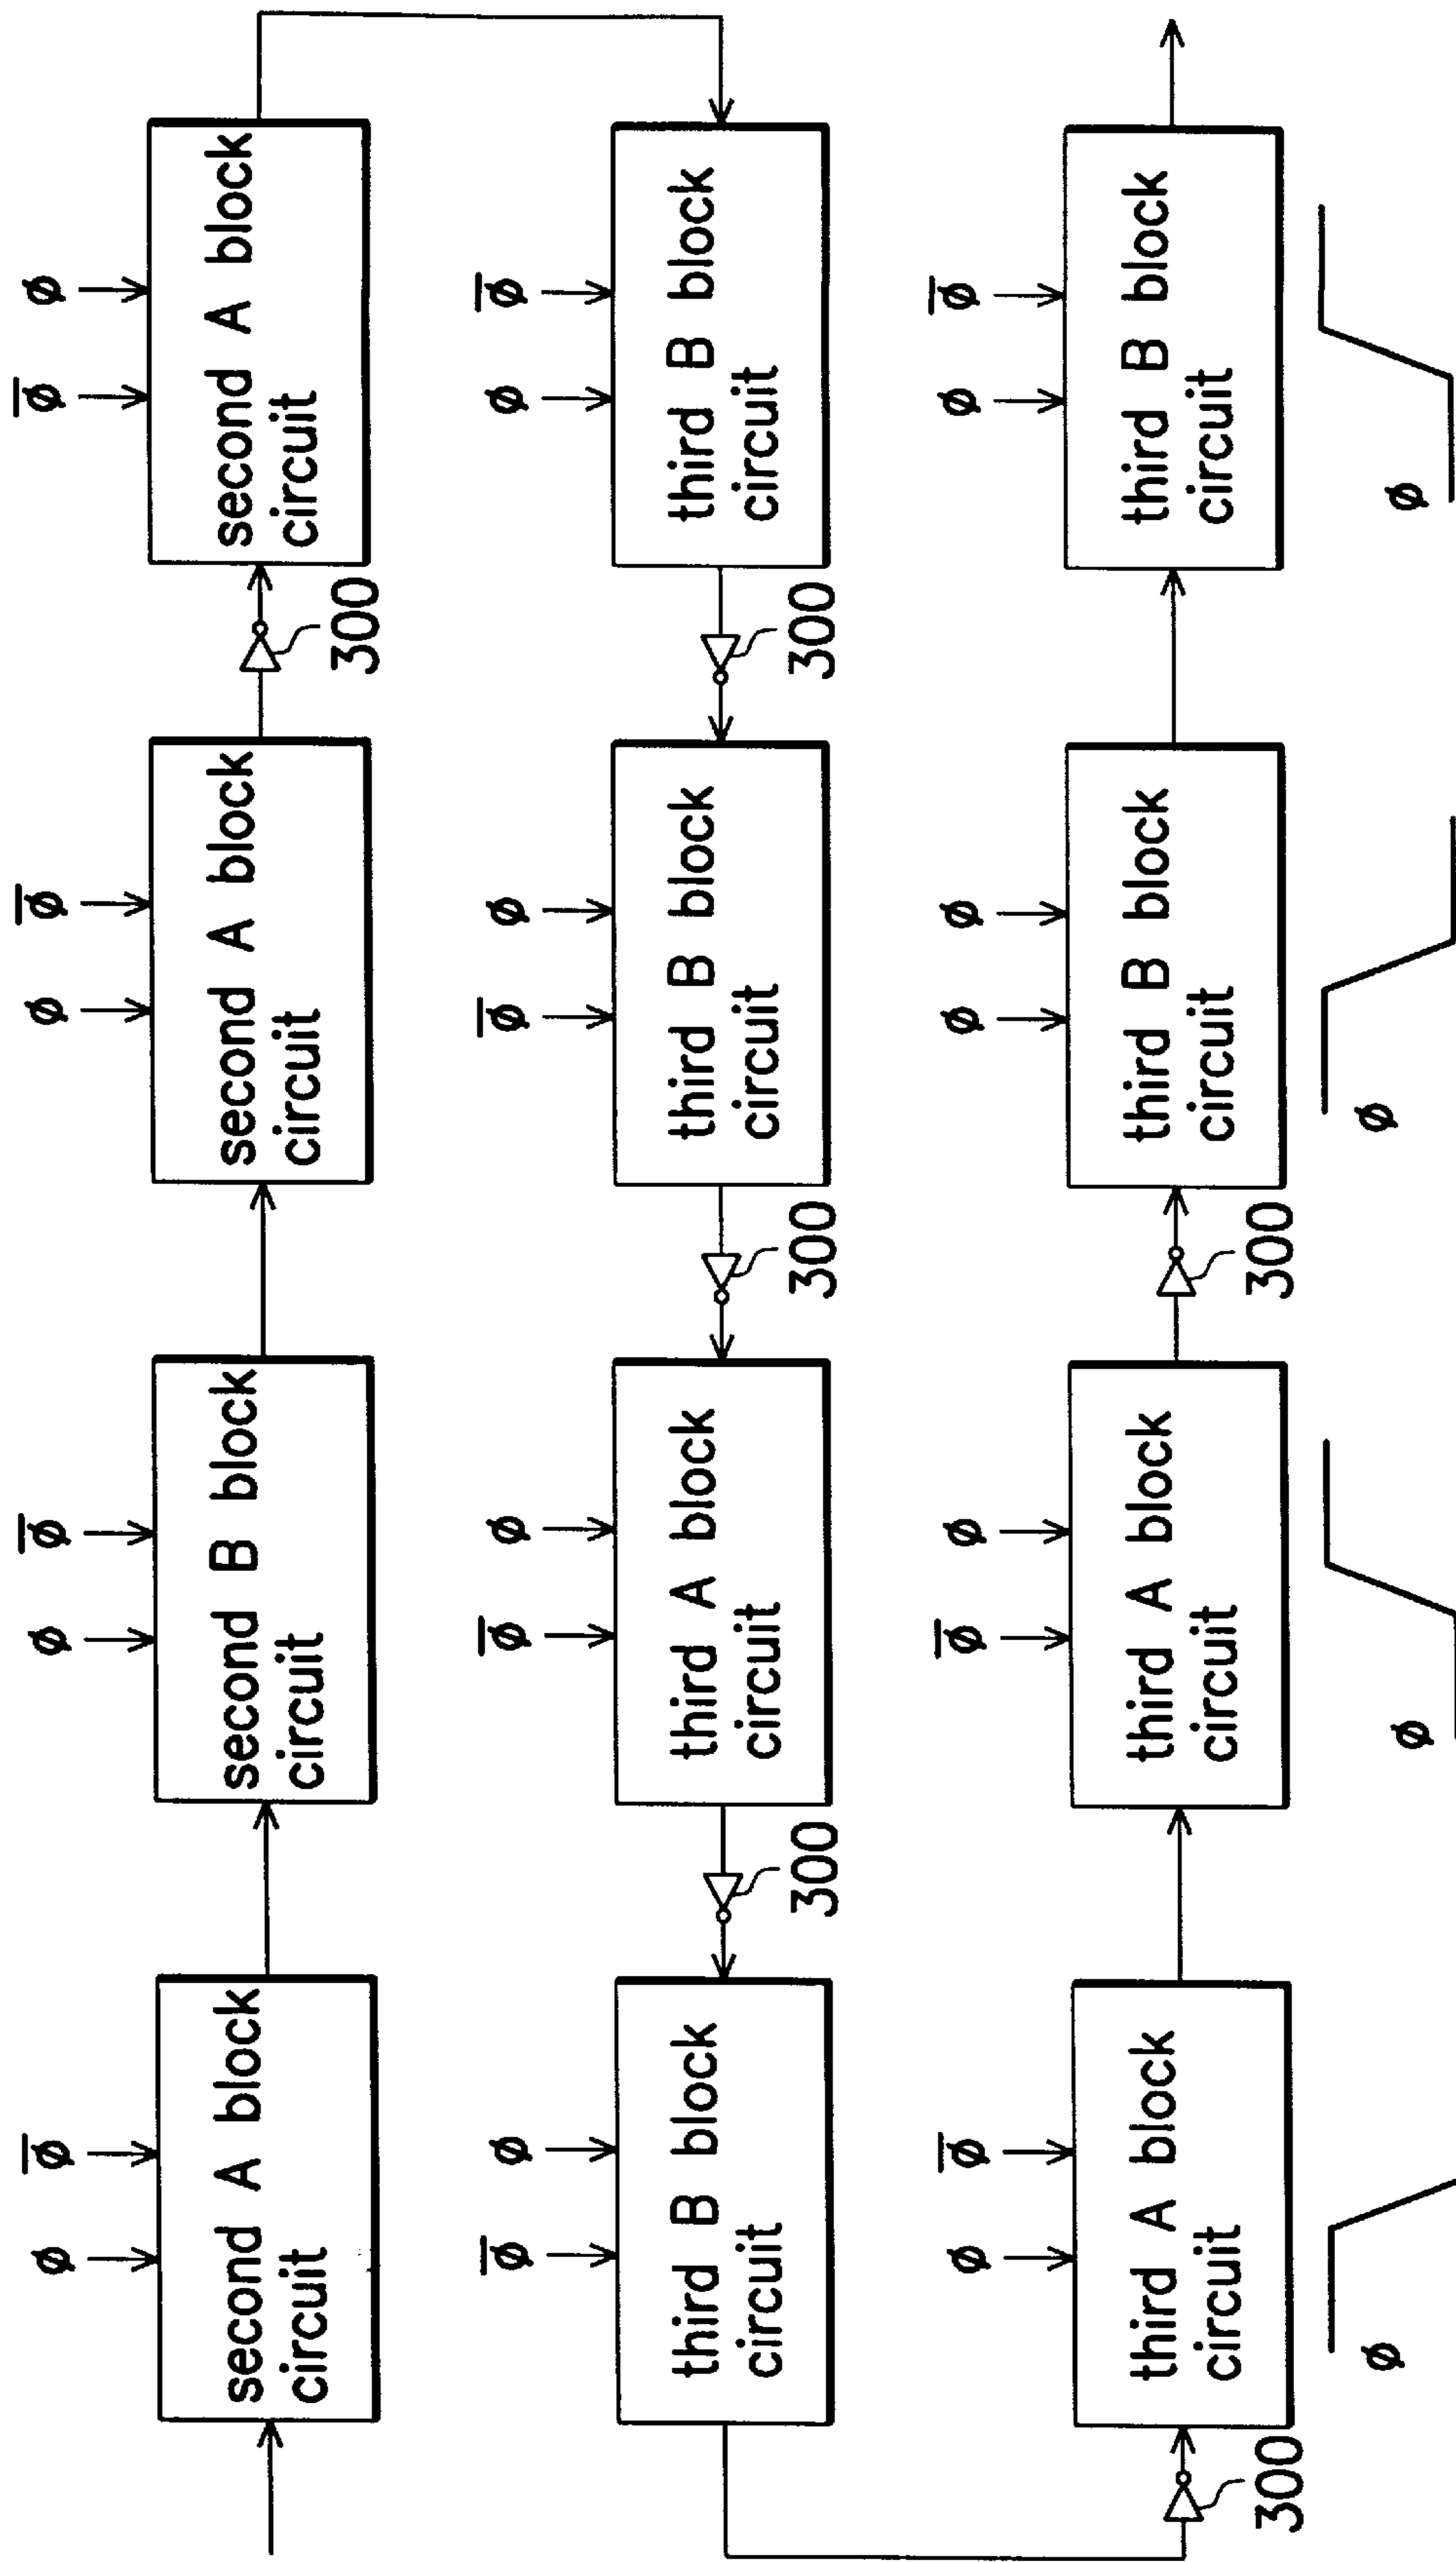 φ φ̅ φ φ̅ φ φ̅ φ̅ φ
second A block
circuit
second B block
circuit
second A block
circuit
300
second A block
circuit
φ̅ φ φ̅ φ φ̅ φ φ φ̅
third B block
circuit
300
third A block
circuit
300
third B block
circuit
300
third B block
circuit
φ φ̅ φ̅ φ φ φ φ φ̅
300
third A block
circuit
third A block
circuit
300
third B block
circuit
third B block
circuit
φ φ φ φ